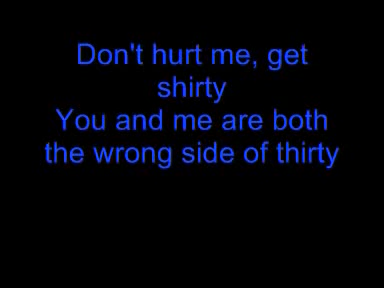 Don't hurt me, get
shirty
You and me are both
the wrong side of thirty